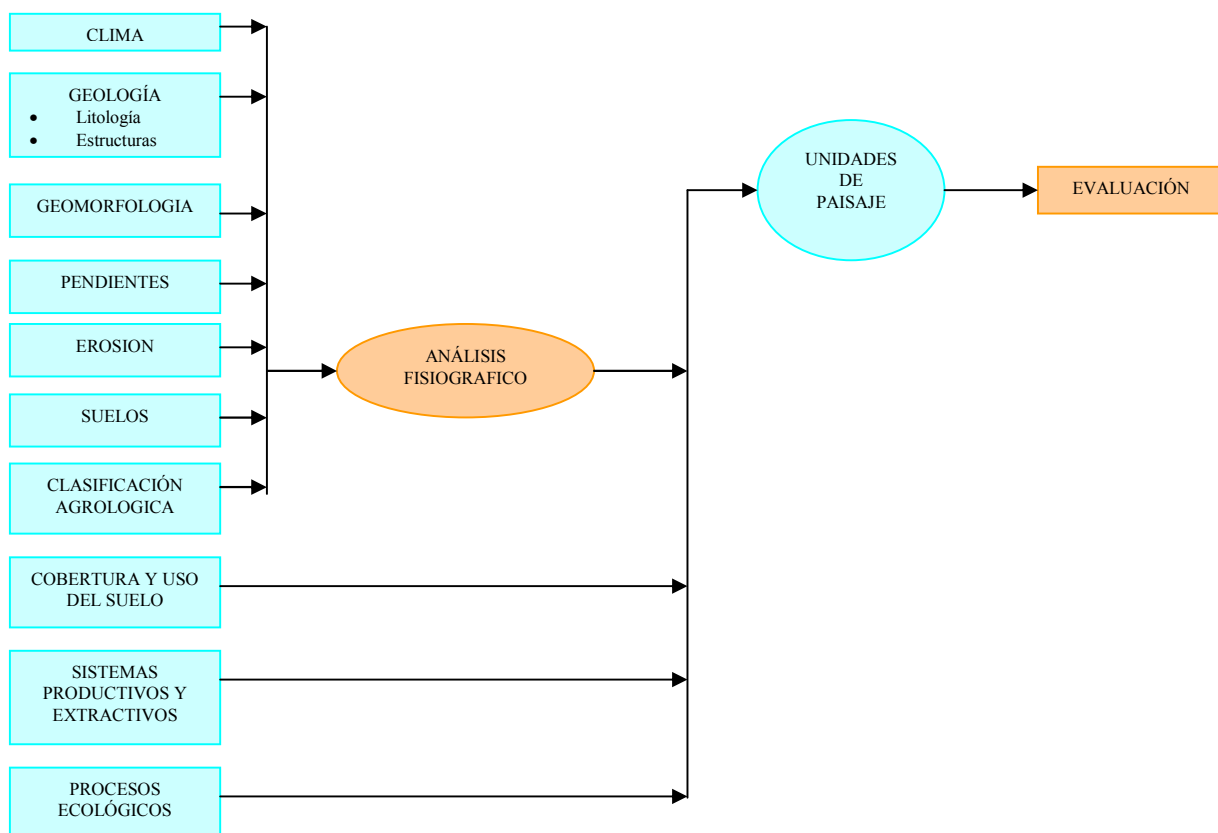 CLIMA
GEOLOGÍA
• Litología
• Estructuras
GEOMORFOLOGIA
PENDIENTES
EROSION
SUELOS
CLASIFICACIÓN
AGROLOGICA
COBERTURA Y USO
DEL SUELO
SISTEMAS
PRODUCTIVOS Y
EXTRACTIVOS
PROCESOS
ECOLÓGICOS
ANÁLISIS
FISIOGRAFICO
UNIDADES
DE
PAISAJE
EVALUACIÓN